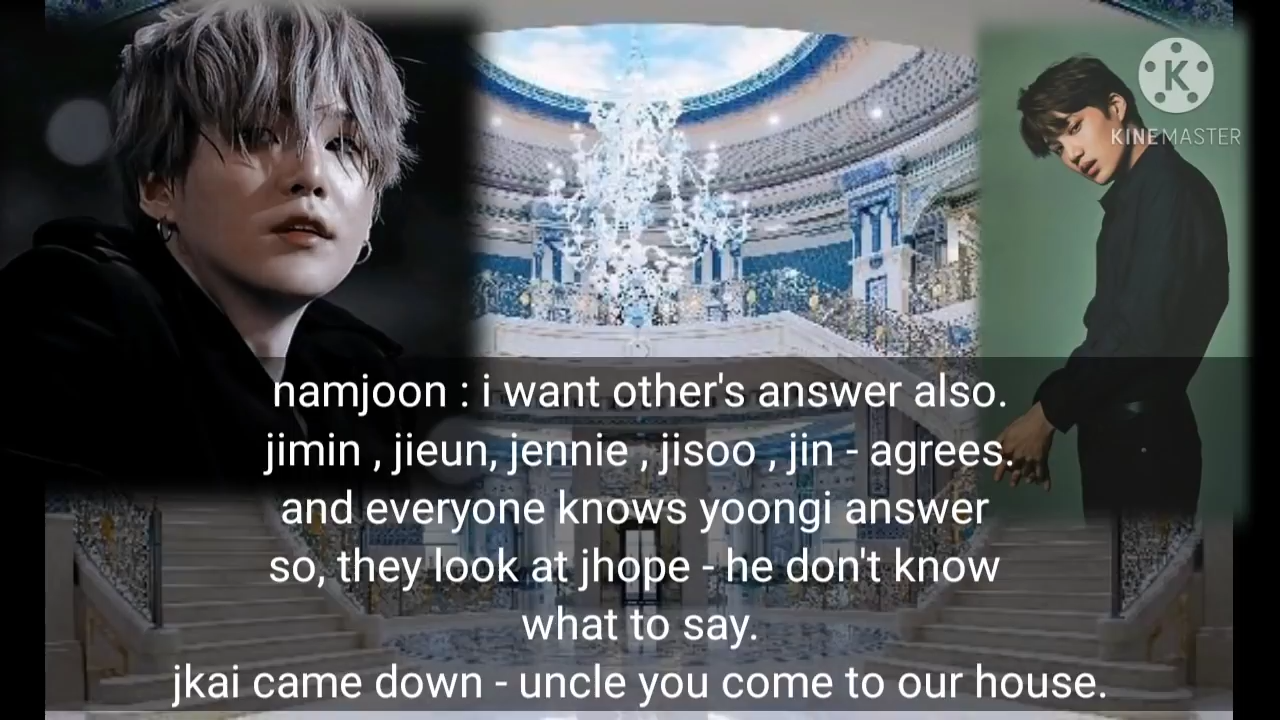 K
KINEMASTER
namjoon : i want other's answer also.
jimin , jieun, jennie , jisoo , jin - agrees.
and everyone knows yoongi answer
so, they look at jhope - he don't know
what to say.
jkai came down - uncle you come to our house.